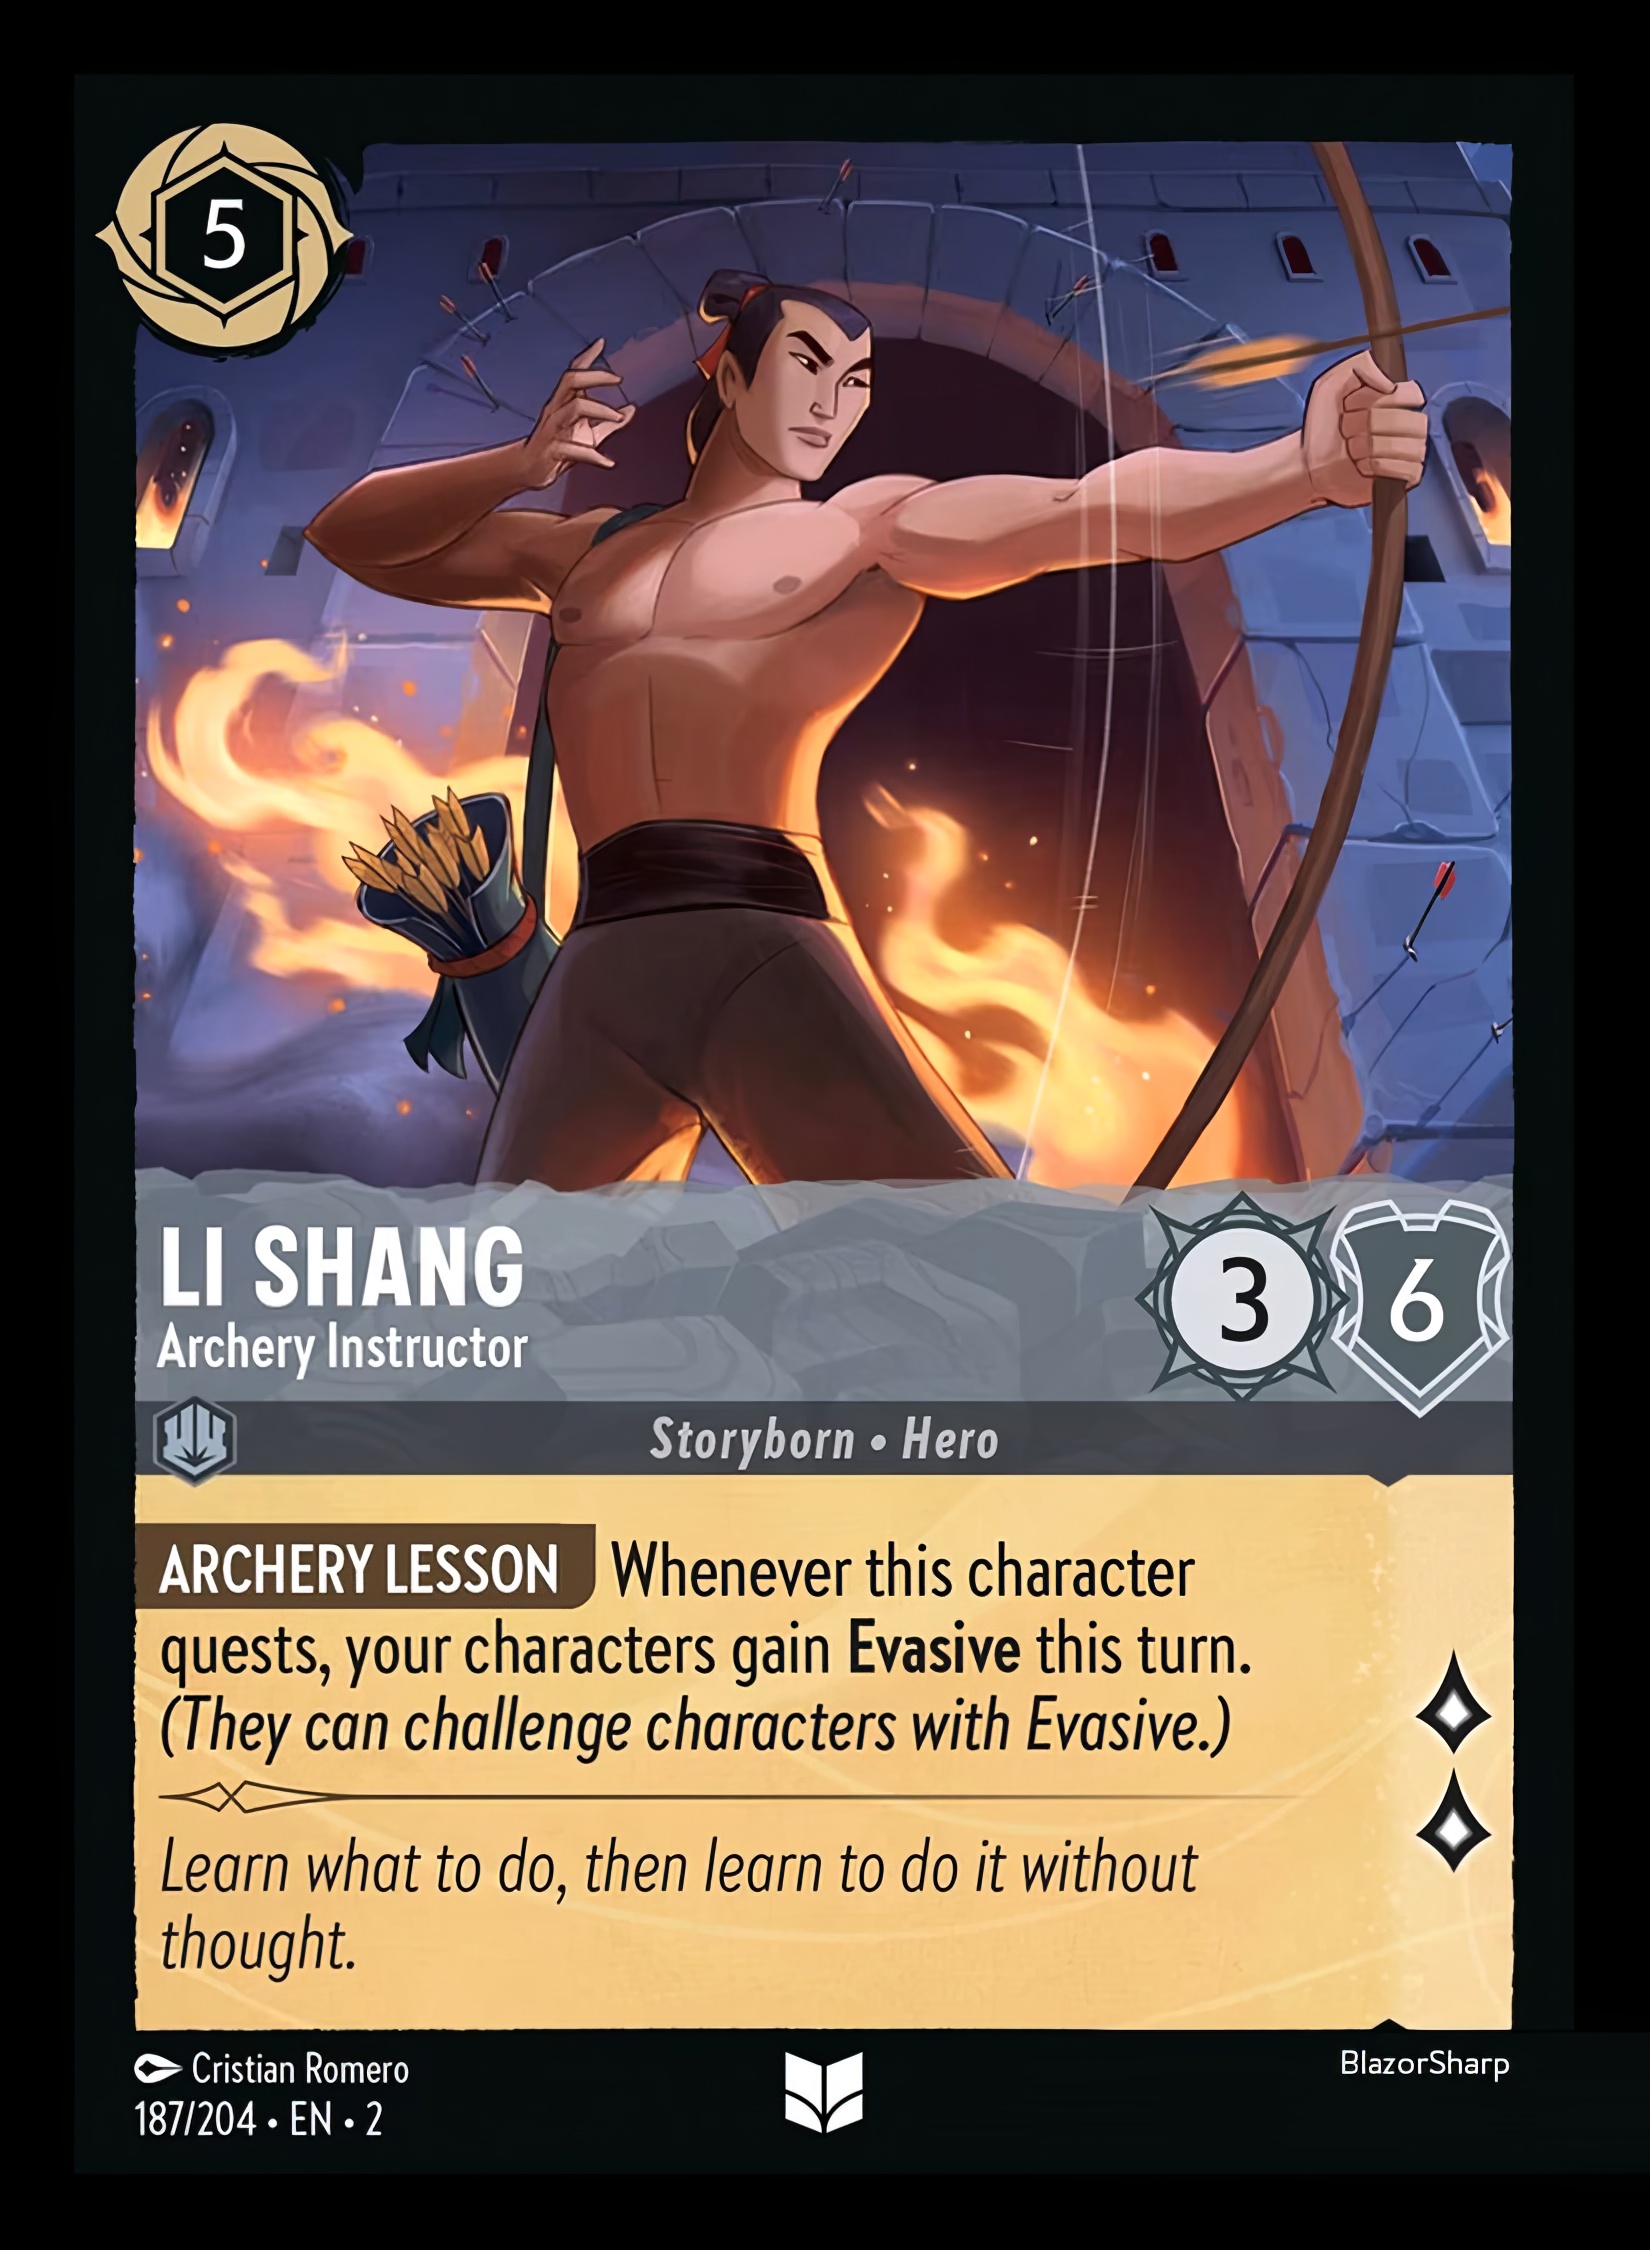 5
LI SHANG
Archery Instructor
3
6
Storyborn • Hero
ARCHERY LESSON Whenever this character
quests, your characters gain Evasive this turn.
(They can challenge characters with Evasive.)
Learn what to do, then learn to do it without
thought.
Cristian Romero
BlazorSharp
187/204 • EN • 2